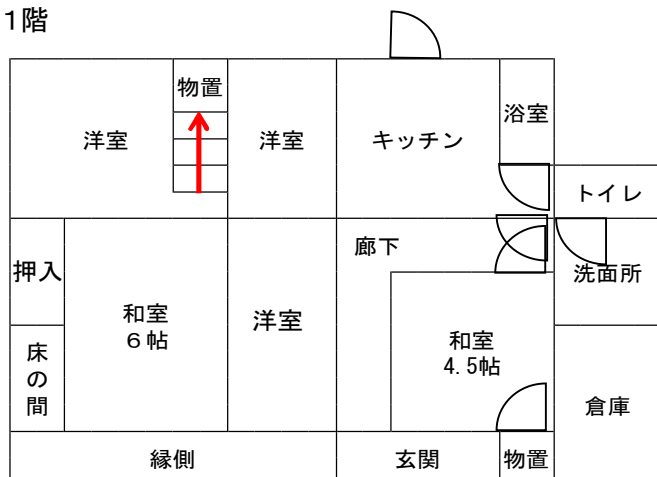 1階
物置
浴室
洋室
洋室
キッチン
トイレ
廊下
押入
洗面所
和室
6帖
洋室
和室
4.5帖
床の間
倉庫
縁側
玄関
物置